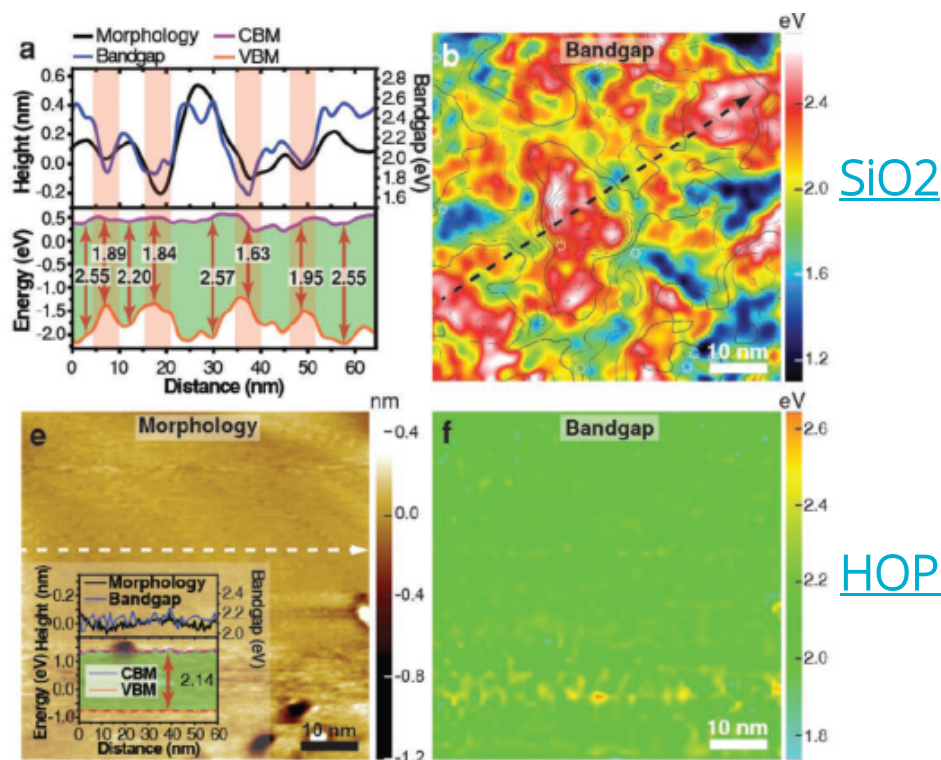 a
Morphology
CBM
Bandgap
VBM
Height (nm)
0.6
0.4
0.2
0.0
-0.2
Bandgap (eV)
2.8
2.6
2.4
2.2
2.0
1.8
1.6
Energy (eV)
0.5
0.0
-0.5
-1.0
-1.5
-2.0
1.89
1.84
1.63
2.55
2.20
2.57
1.95
2.55
0
10
20
30
40
50
60
Distance (nm)
b
Bandgap
10 nm
eV
2.4
2.0
1.6
1.2
SiO2
e
Morphology
nm
-0.4
-0.0
-0.4
-0.8
-1.2
Morphology
Bandgap
Height (nm)
0.2
0.0
Bandgap (eV)
2.4
2.2
2.0
Energy (eV)
1.0
0.0
-1.0
CBM
VBM
2.14
0 10 20 30 40 50 60
Distance (nm)
10 nm
f
Bandgap
10 nm
eV
2.6
2.4
2.2
2.0
1.8
HOP